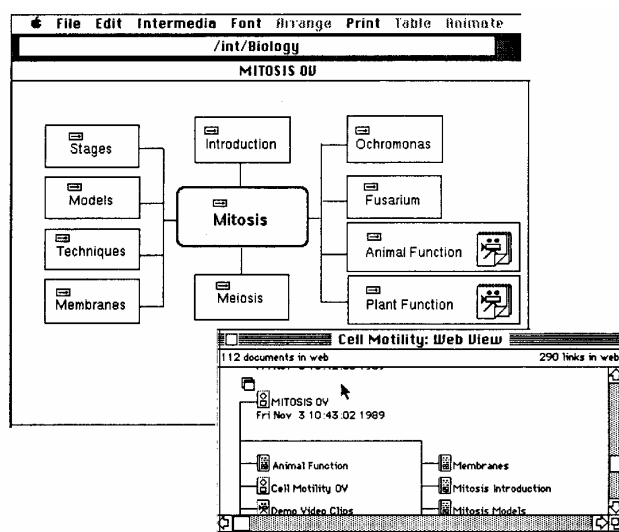 File Edit Intermedia Font Arrange Print Table Animate
/int/Biology
MITOSIS OV
Stages
Introduction
Ochromonas
Models
Mitosis
Fusarium
Techniques
Animal Function
Membranes
Meiosis
Plant Function
Cell Motility: Web View
112 documents in web
290 links in web
MITOSIS OV
Fri Nov 3 10:43:02 1989
Animal Function
Membranes
Cell Motility OV
Mitosis Introduction
Demo Video Clips
Mitosis Models